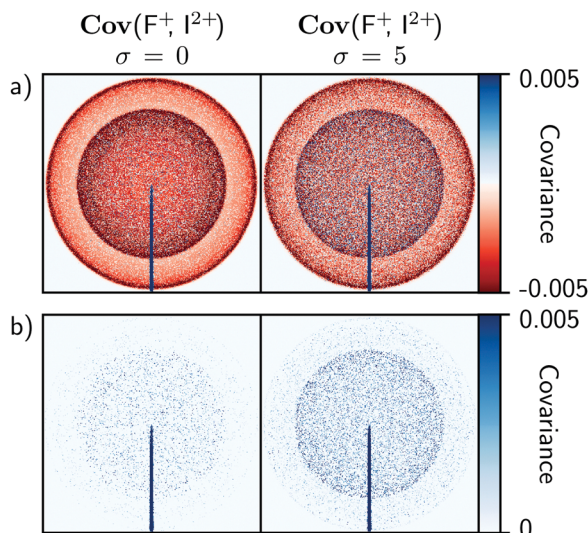 Cov(F⁺, I²⁺) Cov(F⁺, I²⁺)
σ = 0 σ = 5
a)
0.005
Covariance
-0.005
b)
0.005
Covariance
0